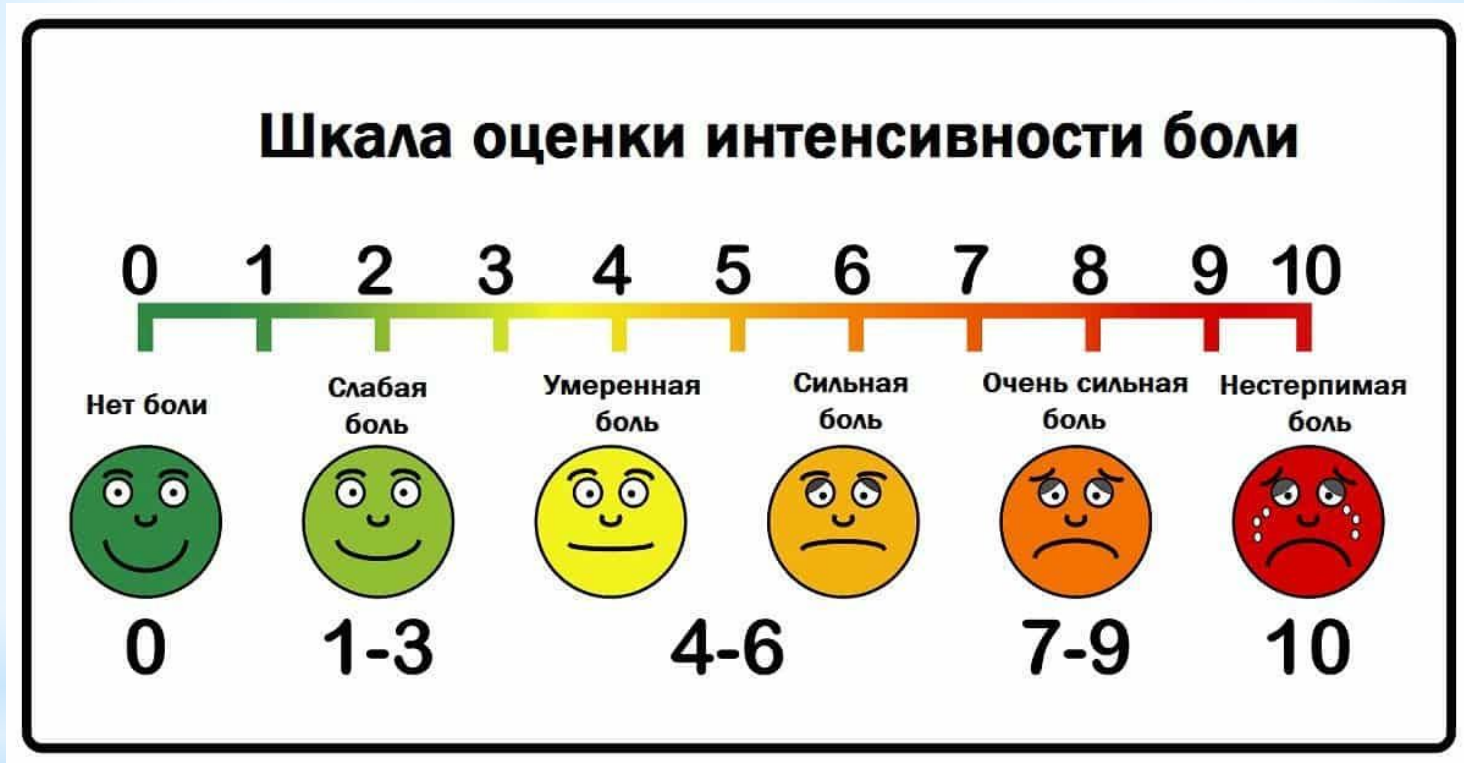 Шкала оценки интенсивности боли
0 1 2 3 4 5 6 7 8 9 10
Нет боли
Слабая
боль
Умеренная
боль
Сильная
боль
Очень сильная
боль
Нестерпимая
боль
0 1-3 4-6 7-9 10